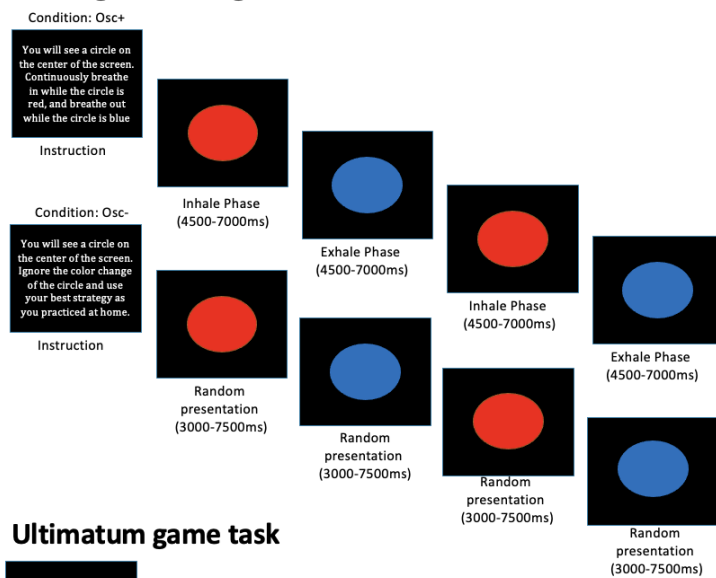 Condition: Osc+
You will see a circle on
the center of the screen.
Continuously breathe
in while the circle is
red, and breathe out
while the circle is blue
Instruction
Inhale Phase
(4500-7000ms)
Exhale Phase
(4500-7000ms)
Inhale Phase
(4500-7000ms)
Exhale Phase
(4500-7000ms)
Condition: Osc-
You will see a circle on
the center of the screen.
Ignore the color change
of the circle and use
your best strategy as
you practiced at home.
Instruction
Random
presentation
(3000-7500ms)
Random
presentation
(3000-7500ms)
Random
presentation
(3000-7500ms)
Random
presentation
(3000-7500ms)
Ultimatum game task